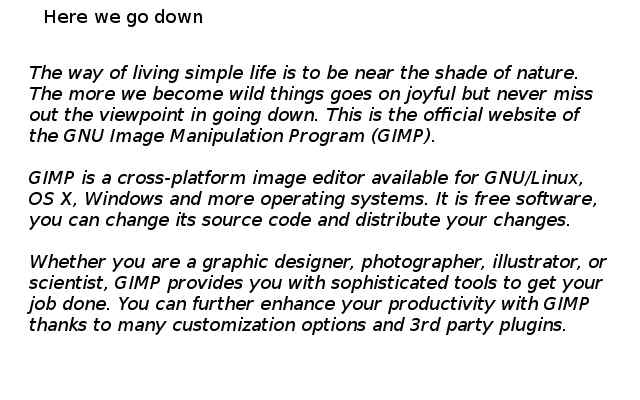 Here we go down
The way of living simple life is to be near the shade of nature.
The more we become wild things goes on joyful but never miss
out the viewpoint in going down. This is the official website of
the GNU Image Manipulation Program (GIMP).
GIMP is a cross-platform image editor available for GNU/Linux,
OS X, Windows and more operating systems. It is free software,
you can change its source code and distribute your changes.
Whether you are a graphic designer, photographer, illustrator, or
scientist, GIMP provides you with sophisticated tools to get your
job done. You can further enhance your productivity with GIMP
thanks to many customization options and 3rd party plugins.